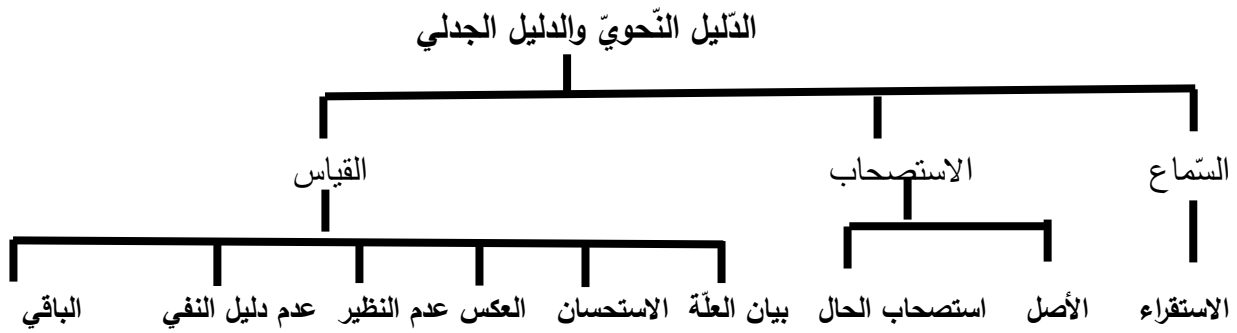 الدّليل النّحويّ والدليل الجدلي
السّماع الاستصحاب القياس
الاستقراء الأصل استصحاب الحال بيان العلّة الاستحسان العكس عدم النظير عدم دليل النفي الباقي